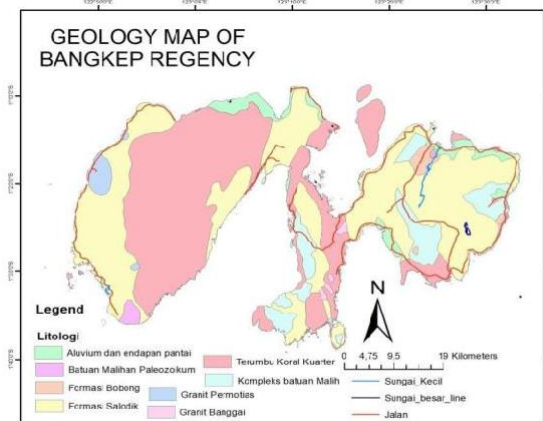 GEOLOGY MAP OF
BANGKEP REGENCY
N
Legend
Litologi
Aluvium dan endapan pantai
Batuan Malihan Paleozokum
Formasi Bobong
Formasi Salodik
Terumbu Koral Kuarter
Kompleks batuan Malih
Granit Permotias
Granit Banggai
0 4,75 9.5 19 Kilometers
Sungai_Kecil
Sungai_besar_line
Jalan